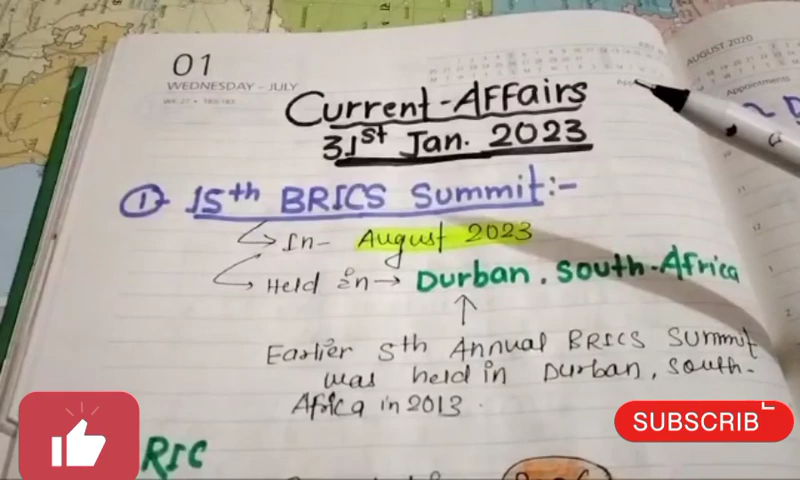 01
WEDNESDAY - JULY
AUGUST 2020
Appointments
Current-Affairs
31st Jan. 2023
① 15th BRICS Summit:-
In- August 2023
Held in→ Durban, South-Africa
Earlier 5th Annual BRICS Summit
was held in Durban, South-
Africa in 2013.
SUBSCRIB
RIC